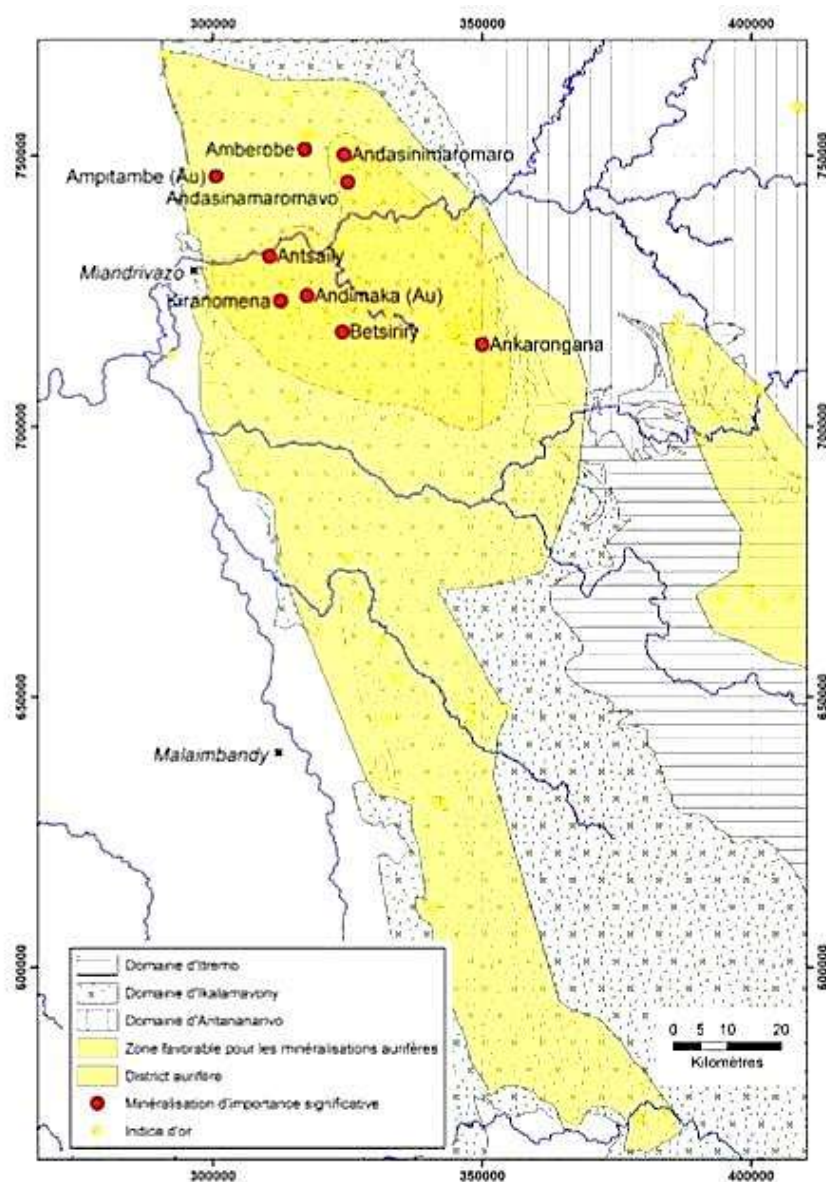 300000 350000 400000
750000 750000
Amberobe
Andasinimaromaro
Ampitambe (Au)
Andasinamaromavo
Antsaily
Miandrivazo
Kiranomena
Andimaka (Au)
Betsiriry
Ankarongana
700000 700000
650000 650000
Malaimbandy
600000 600000
Domaine d'Itremo
Domaine d'Ikalamavony
Domaine d'Antananarivo
Zone favorable pour les minéralisations aurifères
District aurifère
Minéralisation d'importance significative
Indice d'or
0 5 10 20
Kilomètres
300000 350000 400000